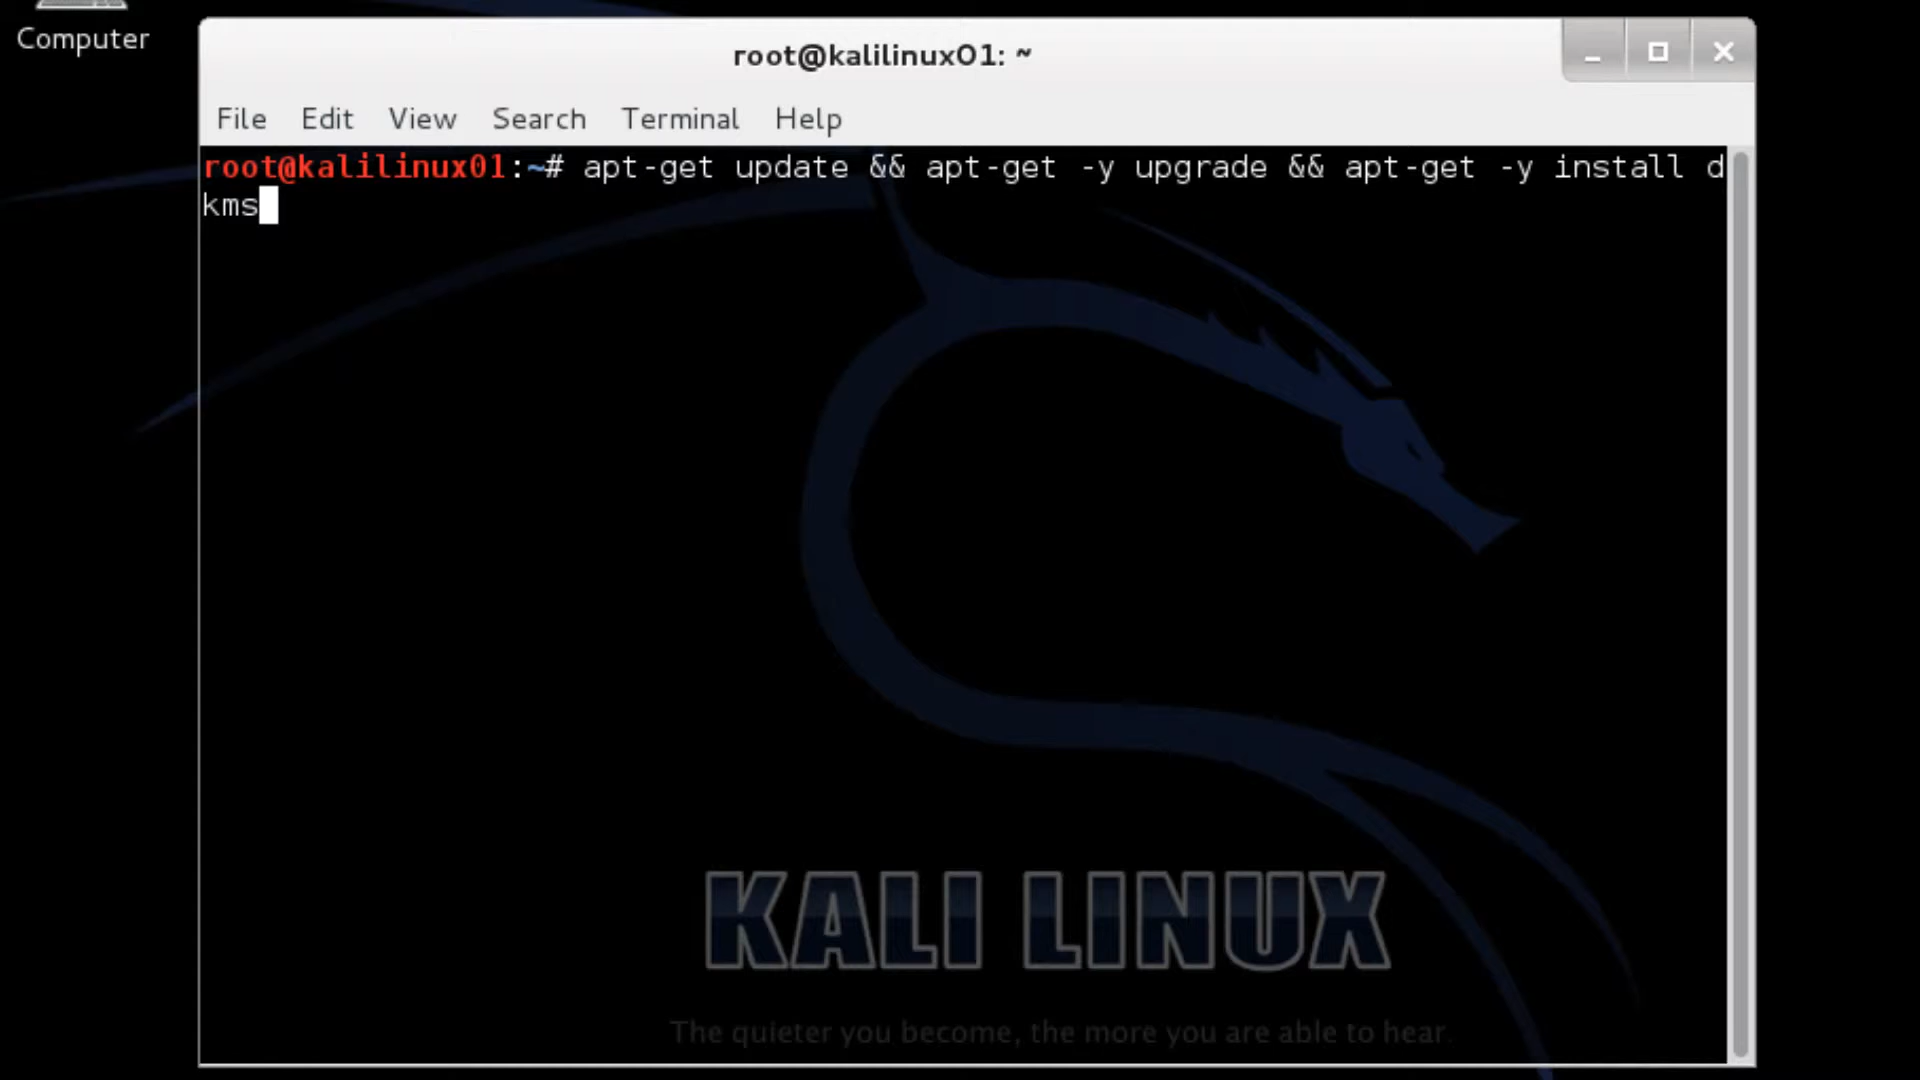 Computer
root@kalilinux01: ~
File Edit View Search Terminal Help
root@kalilinux01:~# apt-get update && apt-get -y upgrade && apt-get -y install d
kms
KALI LINUX
The quieter you become, the more you are able to hear.